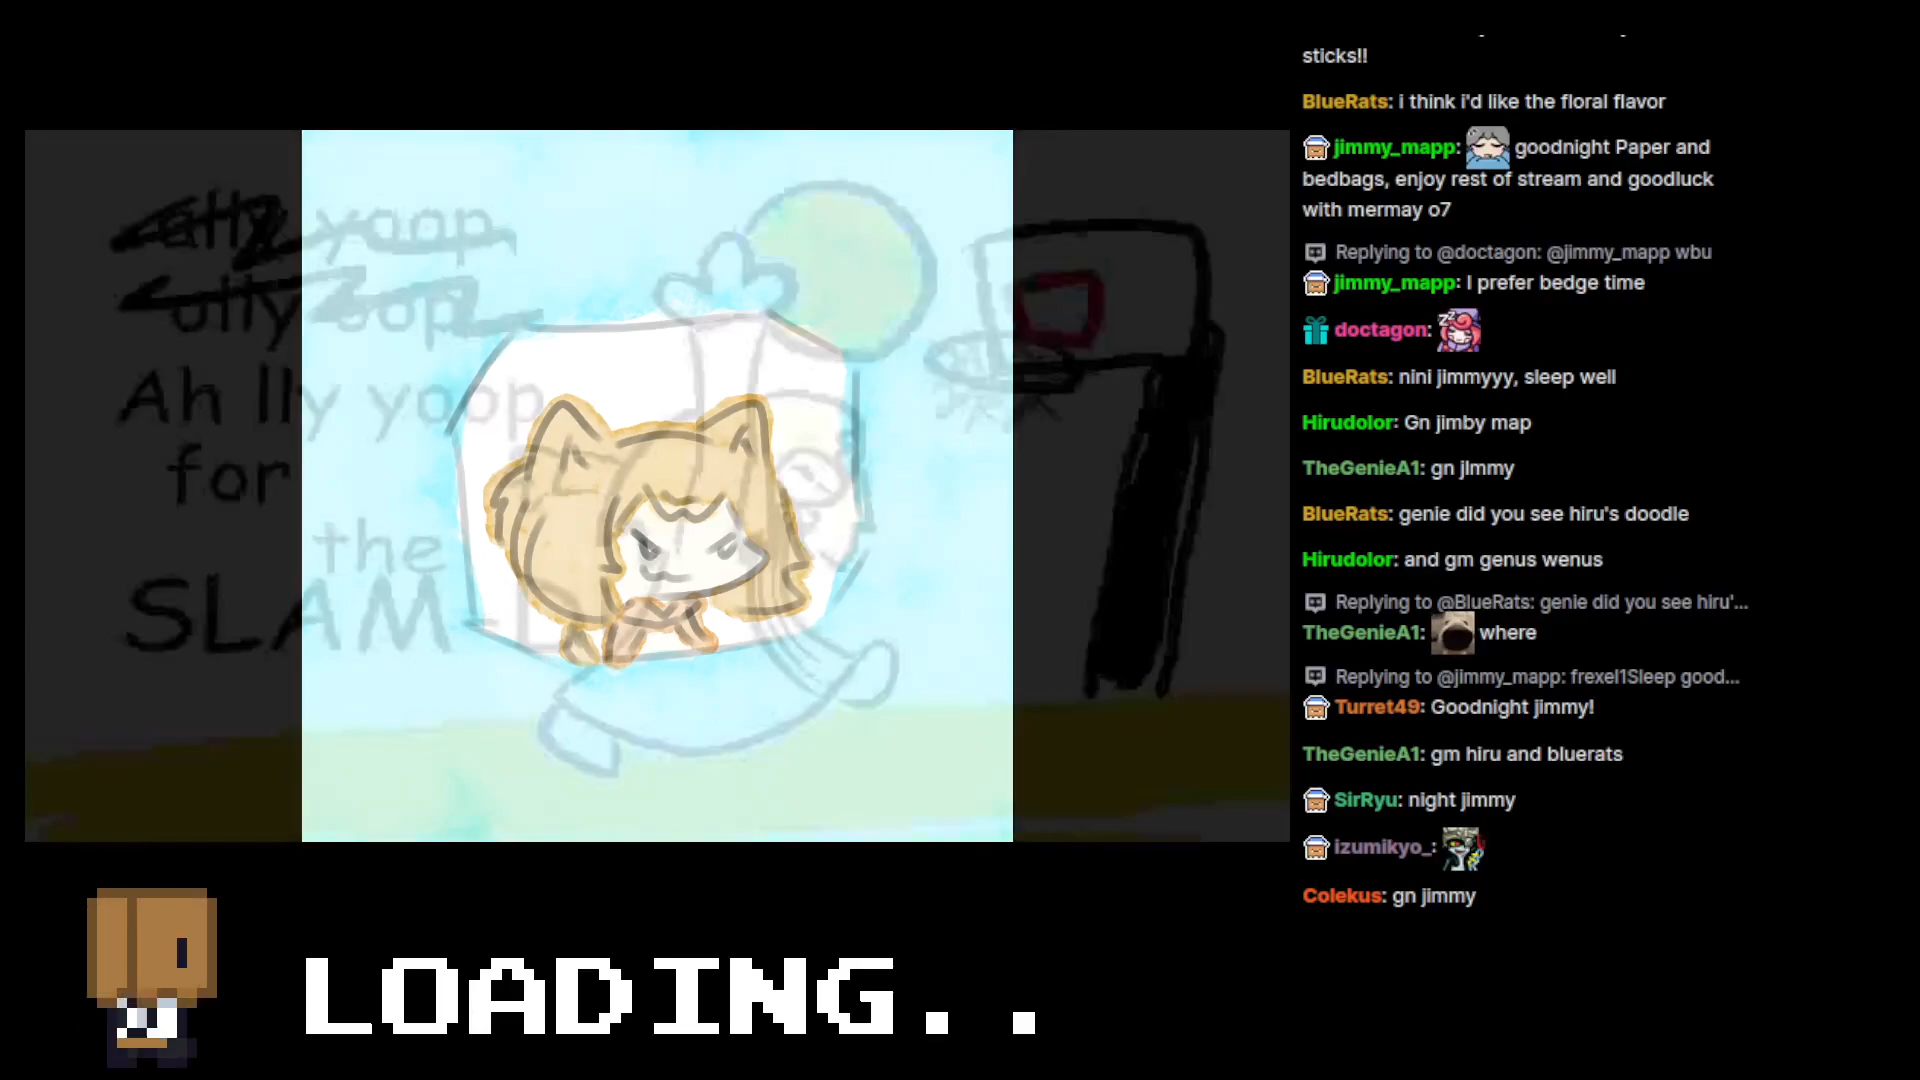 ally yoop
olly oop
Ah lly yoop
for
the
SLAM-D
sticks!!
BlueRats: i think i'd like the floral flavor
jimmy_mapp: goodnight Paper and
bedbags, enjoy rest of stream and goodluck
with mermay o7
Replying to @doctagon: @jimmy_mapp wbu
jimmy_mapp: I prefer bedge time
doctagon:
BlueRats: nini jimmyyy, sleep well
Hirudolor: Gn jimby map
TheGenieA1: gn jImmy
BlueRats: genie did you see hiru's doodle
Hirudolor: and gm genus wenus
Replying to @BlueRats: genie did you see hiru'...
TheGenieA1: where
Replying to @jimmy_mapp: frexel1Sleep good...
Turret49: Goodnight jimmy!
TheGenieA1: gm hiru and bluerats
SirRyu: night jimmy
izumikyo_:
Colekus: gn jimmy
LOADING..